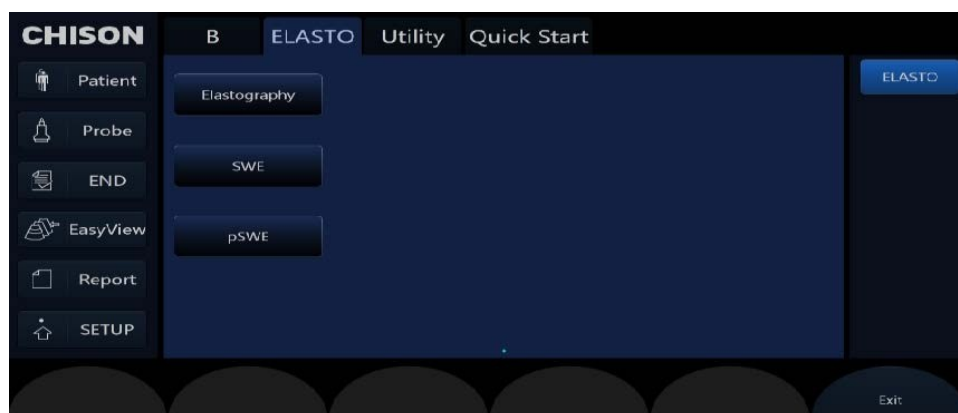 CHISON
B ELASTO Utility Quick Start
Patient
Probe
END
EasyView
Report
SETUP
Elastography
SWE
pSWE
ELASTO
Exit